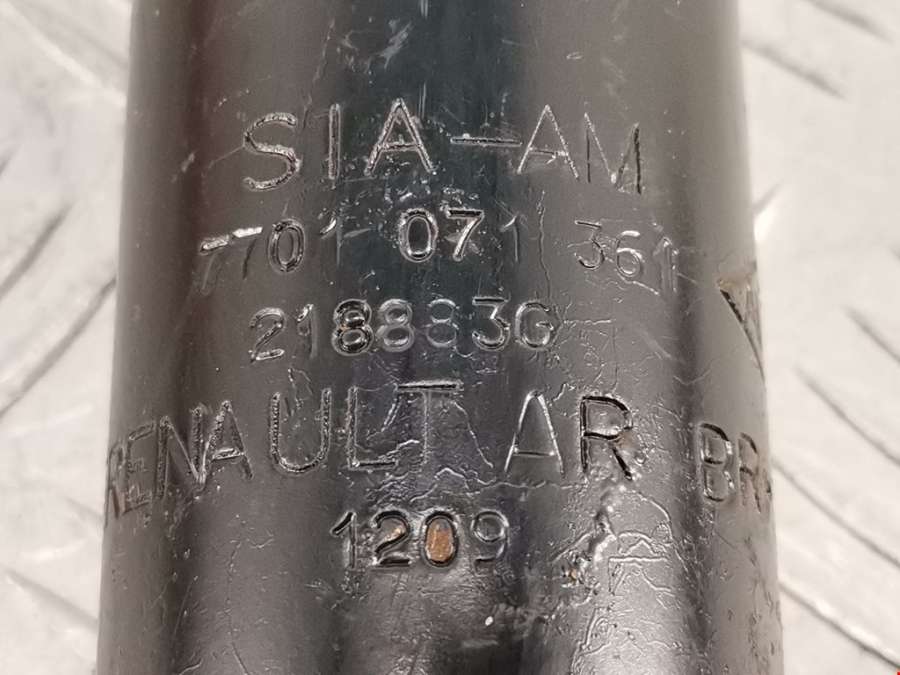 SIA-AM
7701 071 361
218883G
RENAULT AR
1209